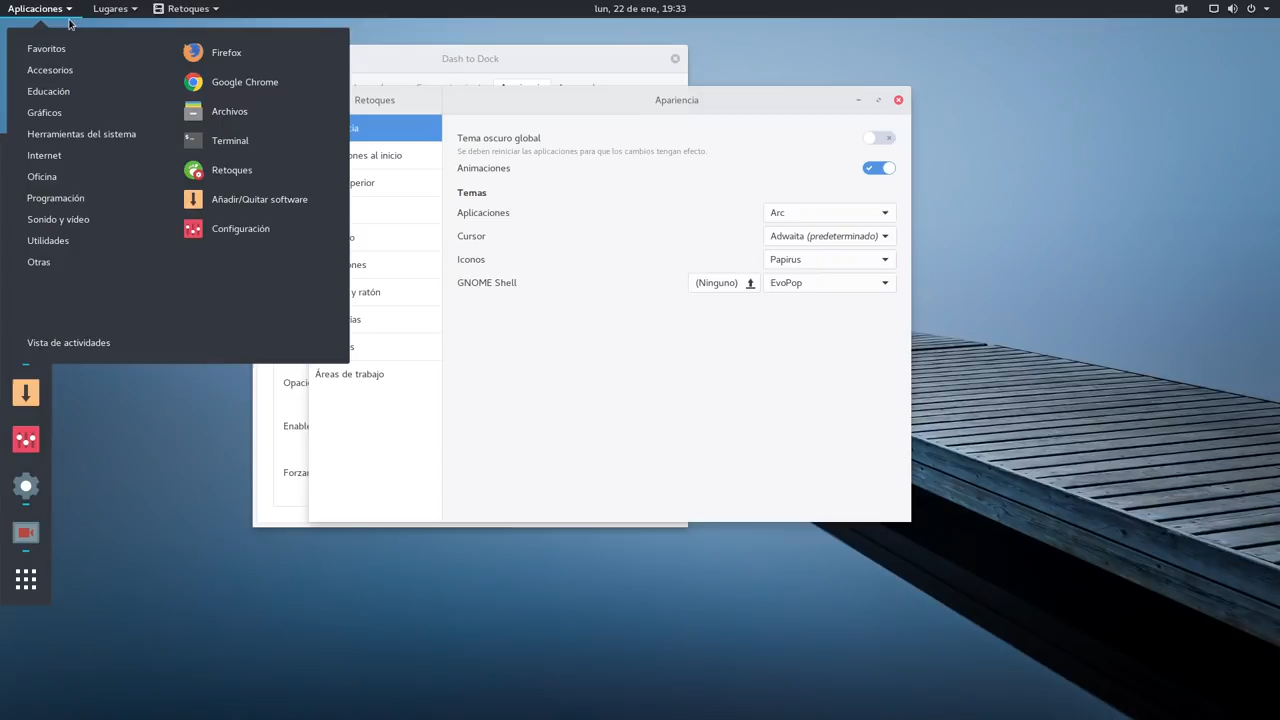 Aplicaciones
Lugares
Retoques
lun, 22 de ene, 19:33
Favoritos
Accesorios
Educación
Gráficos
Herramientas del sistema
Internet
Oficina
Programación
Sonido y vídeo
Utilidades
Otras
Vista de actividades
Firefox
Google Chrome
Archivos
Terminal
Retoques
Añadir/Quitar software
Configuración
Dash to Dock
Retoques
Apariencia
cia
ones al inicio
perior
o
ones
y ratón
ias
s
Áreas de trabajo
Tema oscuro global
Se deben reiniciar las aplicaciones para que los cambios tengan efecto.
Animaciones
Temas
Aplicaciones
Arc
Cursor
Adwaita (predeterminado)
Iconos
Papirus
GNOME Shell
(Ninguno)
EvoPop
Opaci
Enable
Forzar